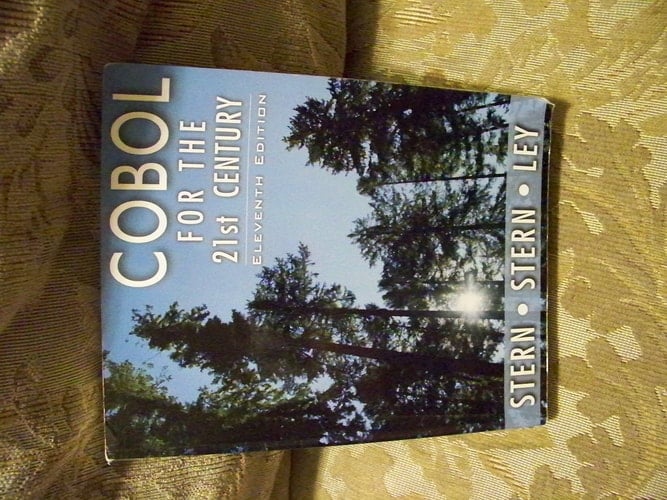 COBOL
FOR THE
21st CENTURY
ELEVENTH EDITION
STERN • STERN • LEY